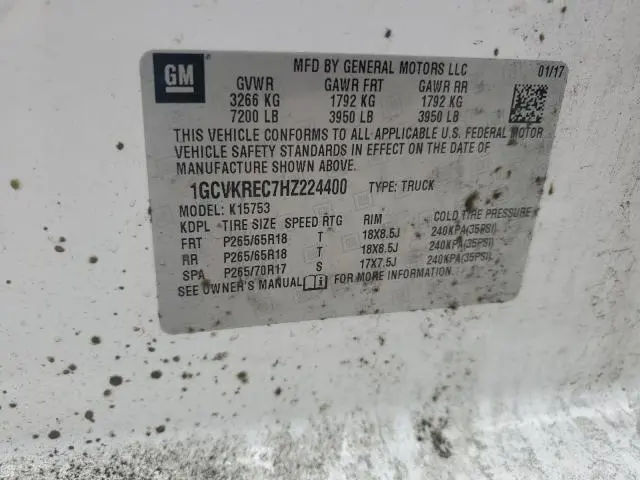 GM
MFD BY GENERAL MOTORS LLC 01/17
GVWR GAWR FRT GAWR RR
3266 KG 1792 KG 1792 KG
7200 LB 3950 LB 3950 LB
THIS VEHICLE CONFORMS TO ALL APPLICABLE U.S. FEDERAL MOTOR
VEHICLE SAFETY STANDARDS IN EFFECT ON THE DATE OF
MANUFACTURE SHOWN ABOVE.
1GCVKREC7HZ224400 TYPE: TRUCK
MODEL: K15753
KDPL TIRE SIZE SPEED RTG RIM COLD TIRE PRESSURE
FRT P265/65R18 T 18X8.5J 240KPA(35PSI)
RR P265/65R18 T 18X8.5J 240KPA(35PSI)
SPA P265/70R17 S 17X7.5J 240KPA(35PSI)
SEE OWNER'S MANUAL FOR MORE INFORMATION